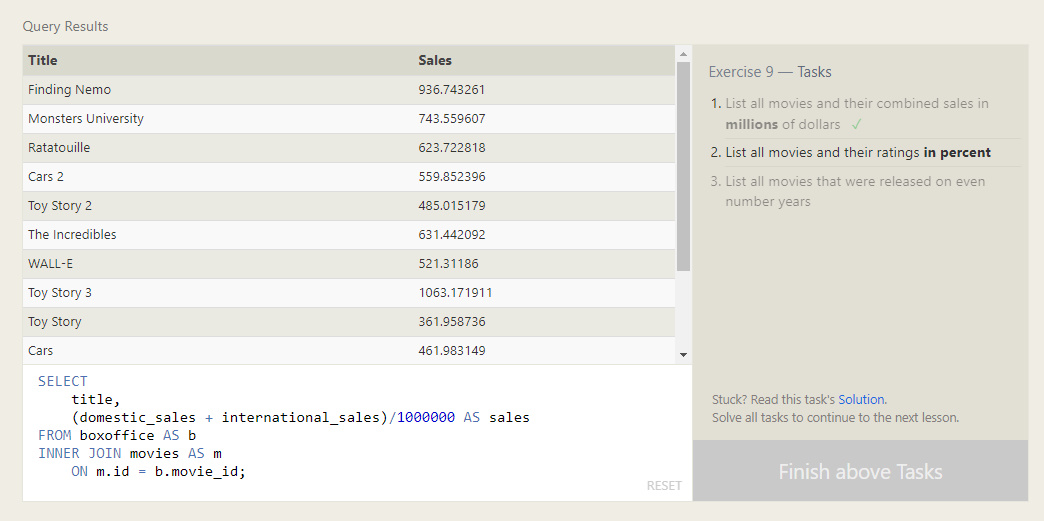 Query Results
Title Sales
Finding Nemo 936.743261
Monsters University 743.559607
Ratatouille 623.722818
Cars 2 559.852396
Toy Story 2 485.015179
The Incredibles 631.442092
WALL-E 521.31186
Toy Story 3 1063.171911
Toy Story 361.958736
Cars 461.983149
SELECT
    title,
    (domestic_sales + international_sales)/1000000 AS sales
FROM boxoffice AS b
INNER JOIN movies AS m
    ON m.id = b.movie_id;
RESET
Exercise 9 — Tasks
1. List all movies and their combined sales in
millions of dollars ✓
2. List all movies and their ratings in percent
3. List all movies that were released on even
number years
Stuck? Read this task's Solution.
Solve all tasks to continue to the next lesson.
Finish above Tasks